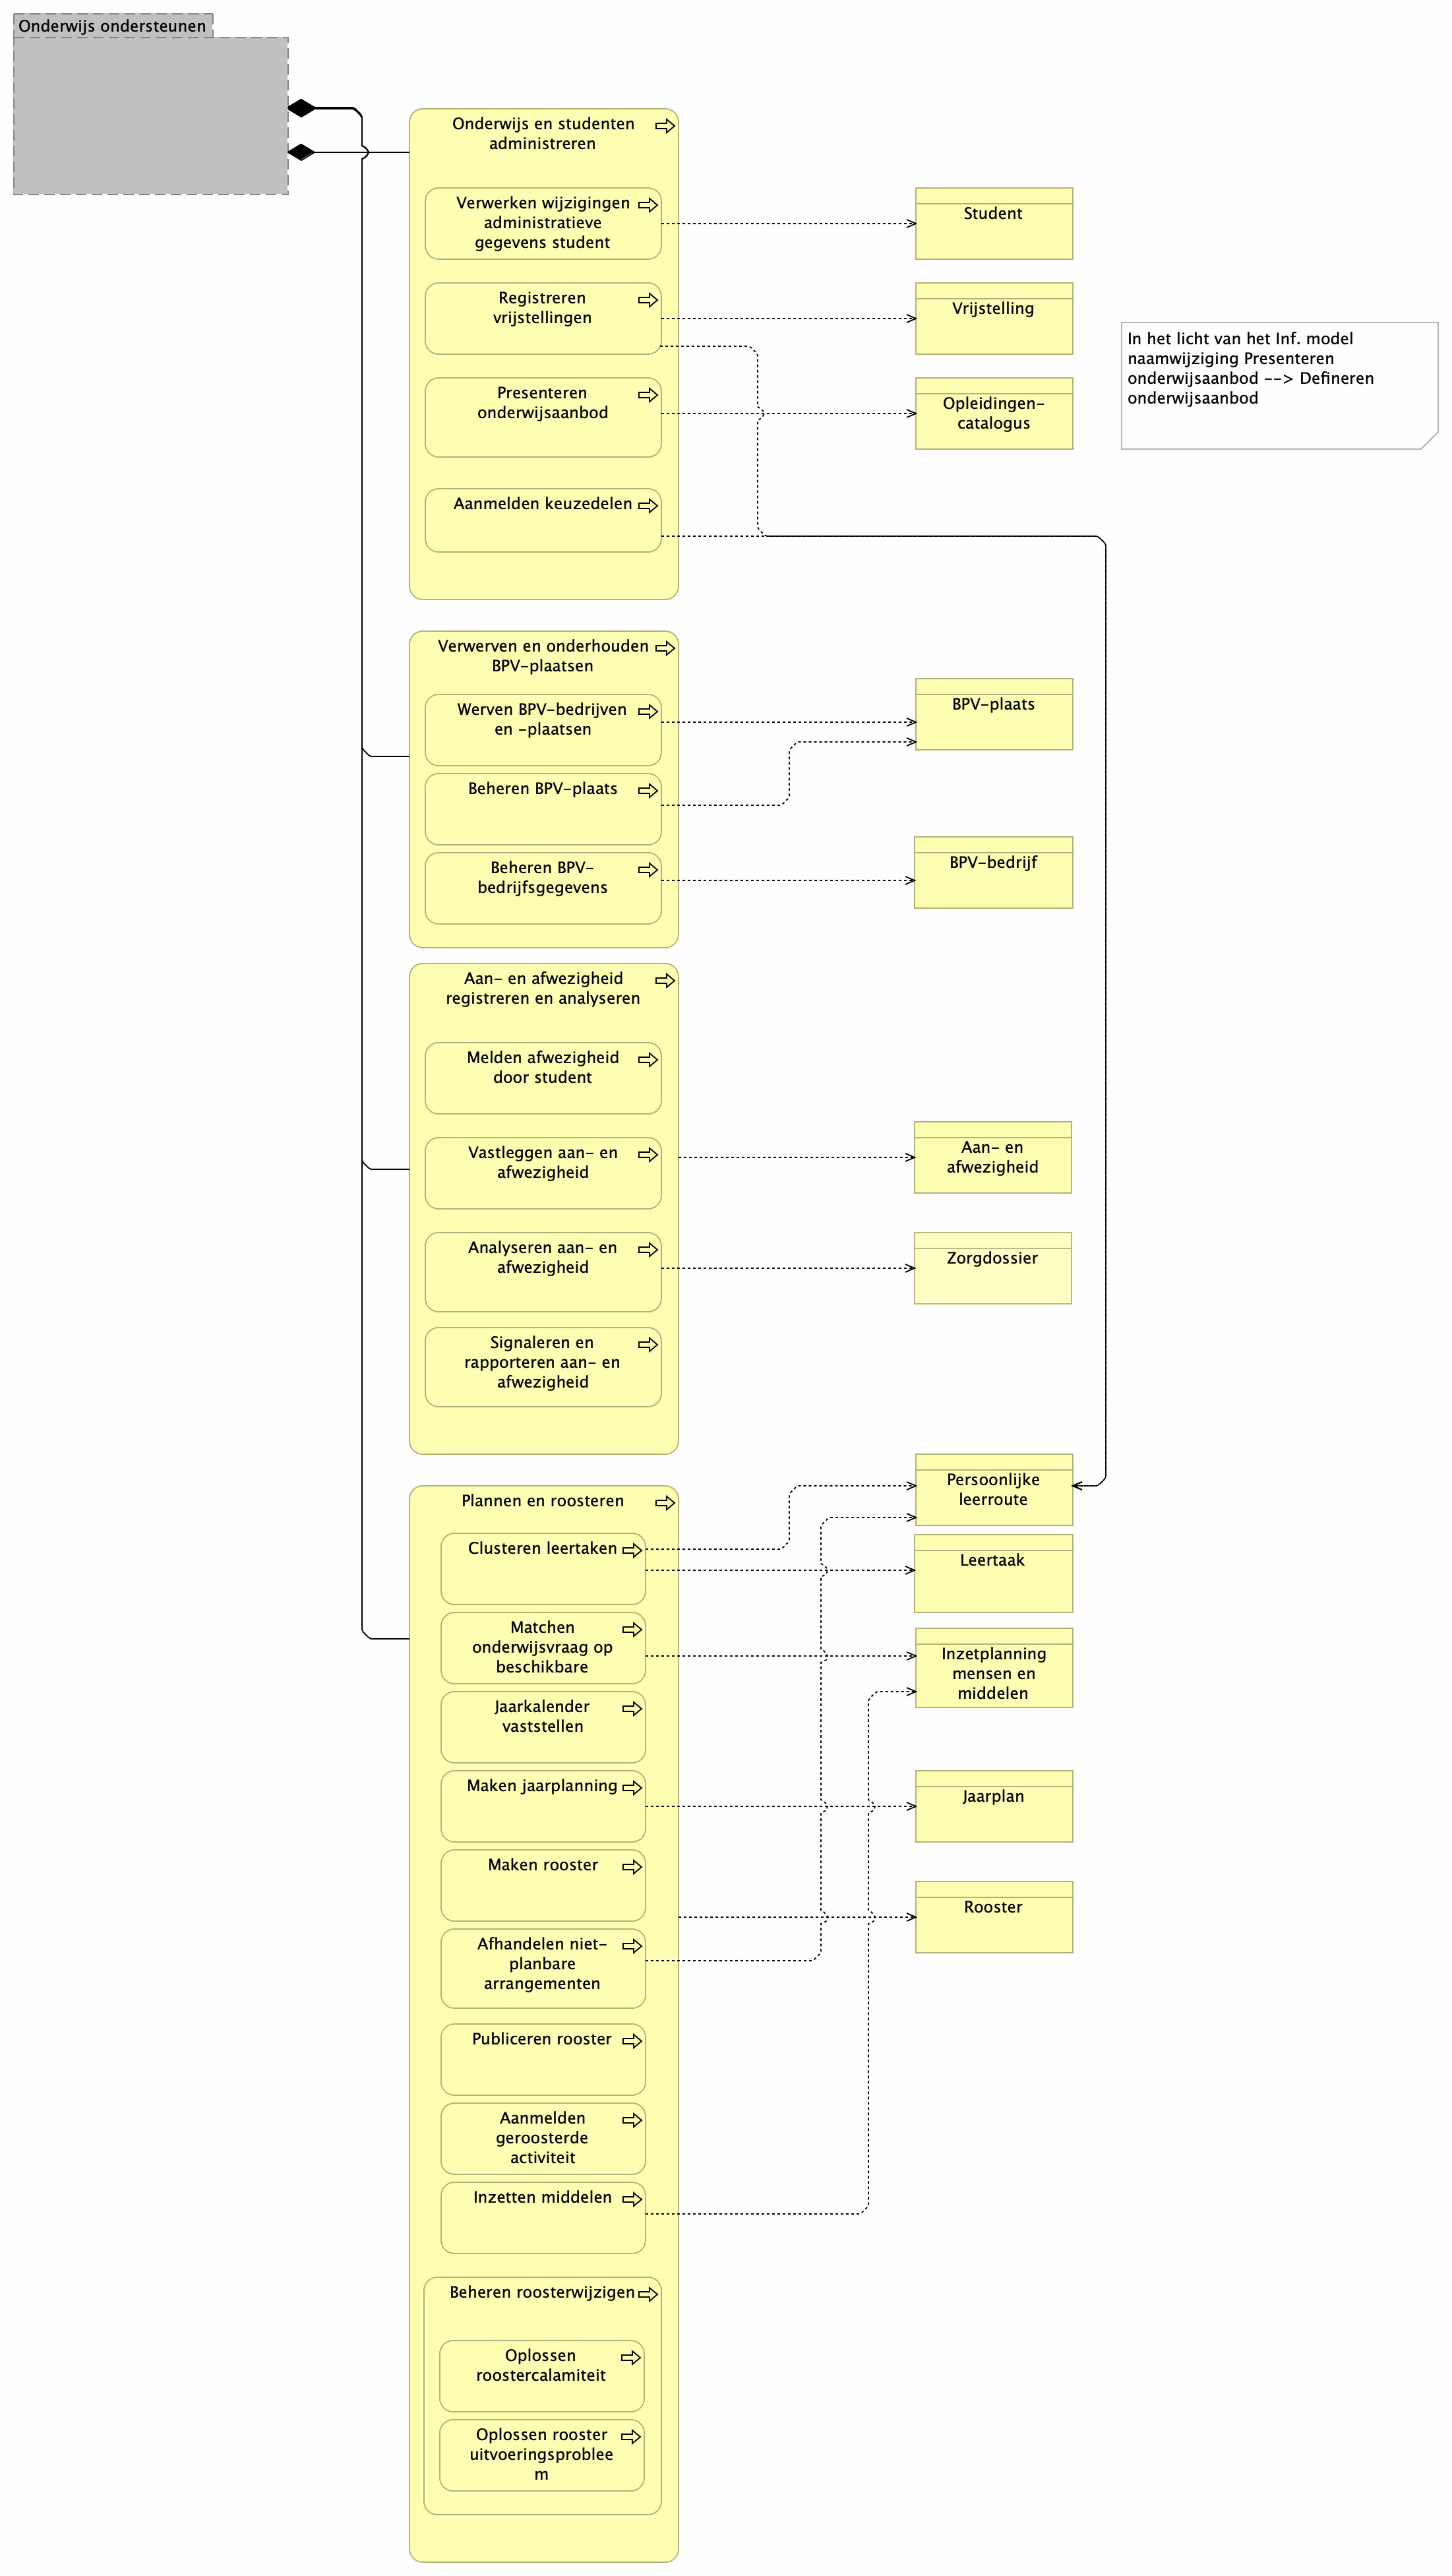 Onderwijs ondersteunen
Onderwijs en studenten
administreren
Verwerken wijzigingen
administratieve
gegevens student
Student
Registreren
vrijstellingen
Vrijstelling
In het licht van het Inf. model
naamwijziging Presenteren
onderwijsaanbod --> Defineren
onderwijsaanbod
Presenteren
onderwijsaanbod
Opleidingen-
catalogus
Aanmelden keuzedelen
Verwerven en onderhouden
BPV-plaatsen
Werven BPV-bedrijven
en -plaatsen
BPV-plaats
Beheren BPV-plaats
Beheren BPV-
bedrijfsgegevens
BPV-bedrijf
Aan- en afwezigheid
registreren en analyseren
Melden afwezigheid
door student
Vastleggen aan- en
afwezigheid
Aan- en
afwezigheid
Analyseren aan- en
afwezigheid
Zorgdossier
Signaleren en
rapporteren aan- en
afwezigheid
Plannen en roosteren
Persoonlijke
leerroute
Clusteren leertaken
Leertaak
Matchen
onderwijsvraag op
beschikbare
Inzetplanning
mensen en
middelen
Jaarkalender
vaststellen
Maken jaarplanning
Jaarplan
Maken rooster
Rooster
Afhandelen niet-
planbare
arrangementen
Publiceren rooster
Aanmelden
geroosterde
activiteit
Inzetten middelen
Beheren roosterwijzigen
Oplossen
roostercalamiteit
Oplossen rooster
uitvoeringsproblee
m